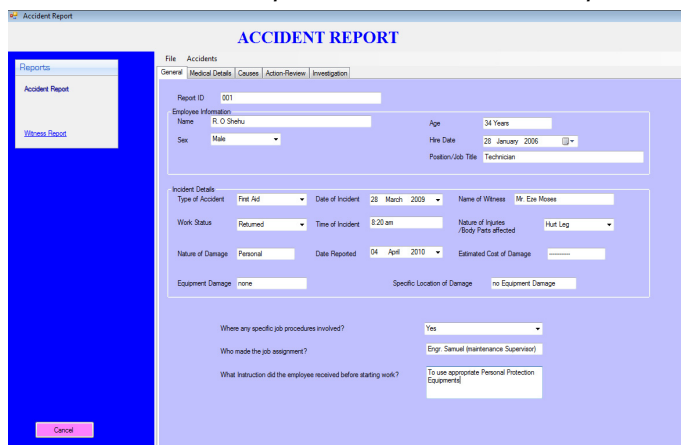 Accident Report
ACCIDENT REPORT
Reports
Accident Report
Witness Report
Cancel
File Accidents
General Medical Details Causes Action-Review Investigation
Report ID 001
Employee Information
Name R. O Shehu Age 34 Years
Sex Male Hire Date 28 January 2006
Position/Job Title Technician
Incident Details
Type of Accident First Aid Date of Incident 28 March 2009 Name of Witness Mr. Eze Moses
Work Status Returned Time of Incident 8:20 am Nature of Injuries
/Body Parts affected Hurt Leg
Nature of Damage Personal Date Reported 04 April 2010 Estimated Cost of Damage ----------
Equipment Damage none Specific Location of Damage no Equipment Damage
Where any specific job procedures involved? Yes
Who made the job assignment? Engr. Samuel (maintenance Supervisor)
What Instruction did the employee received before starting work? To use appropriate Personal Protection
Equipments